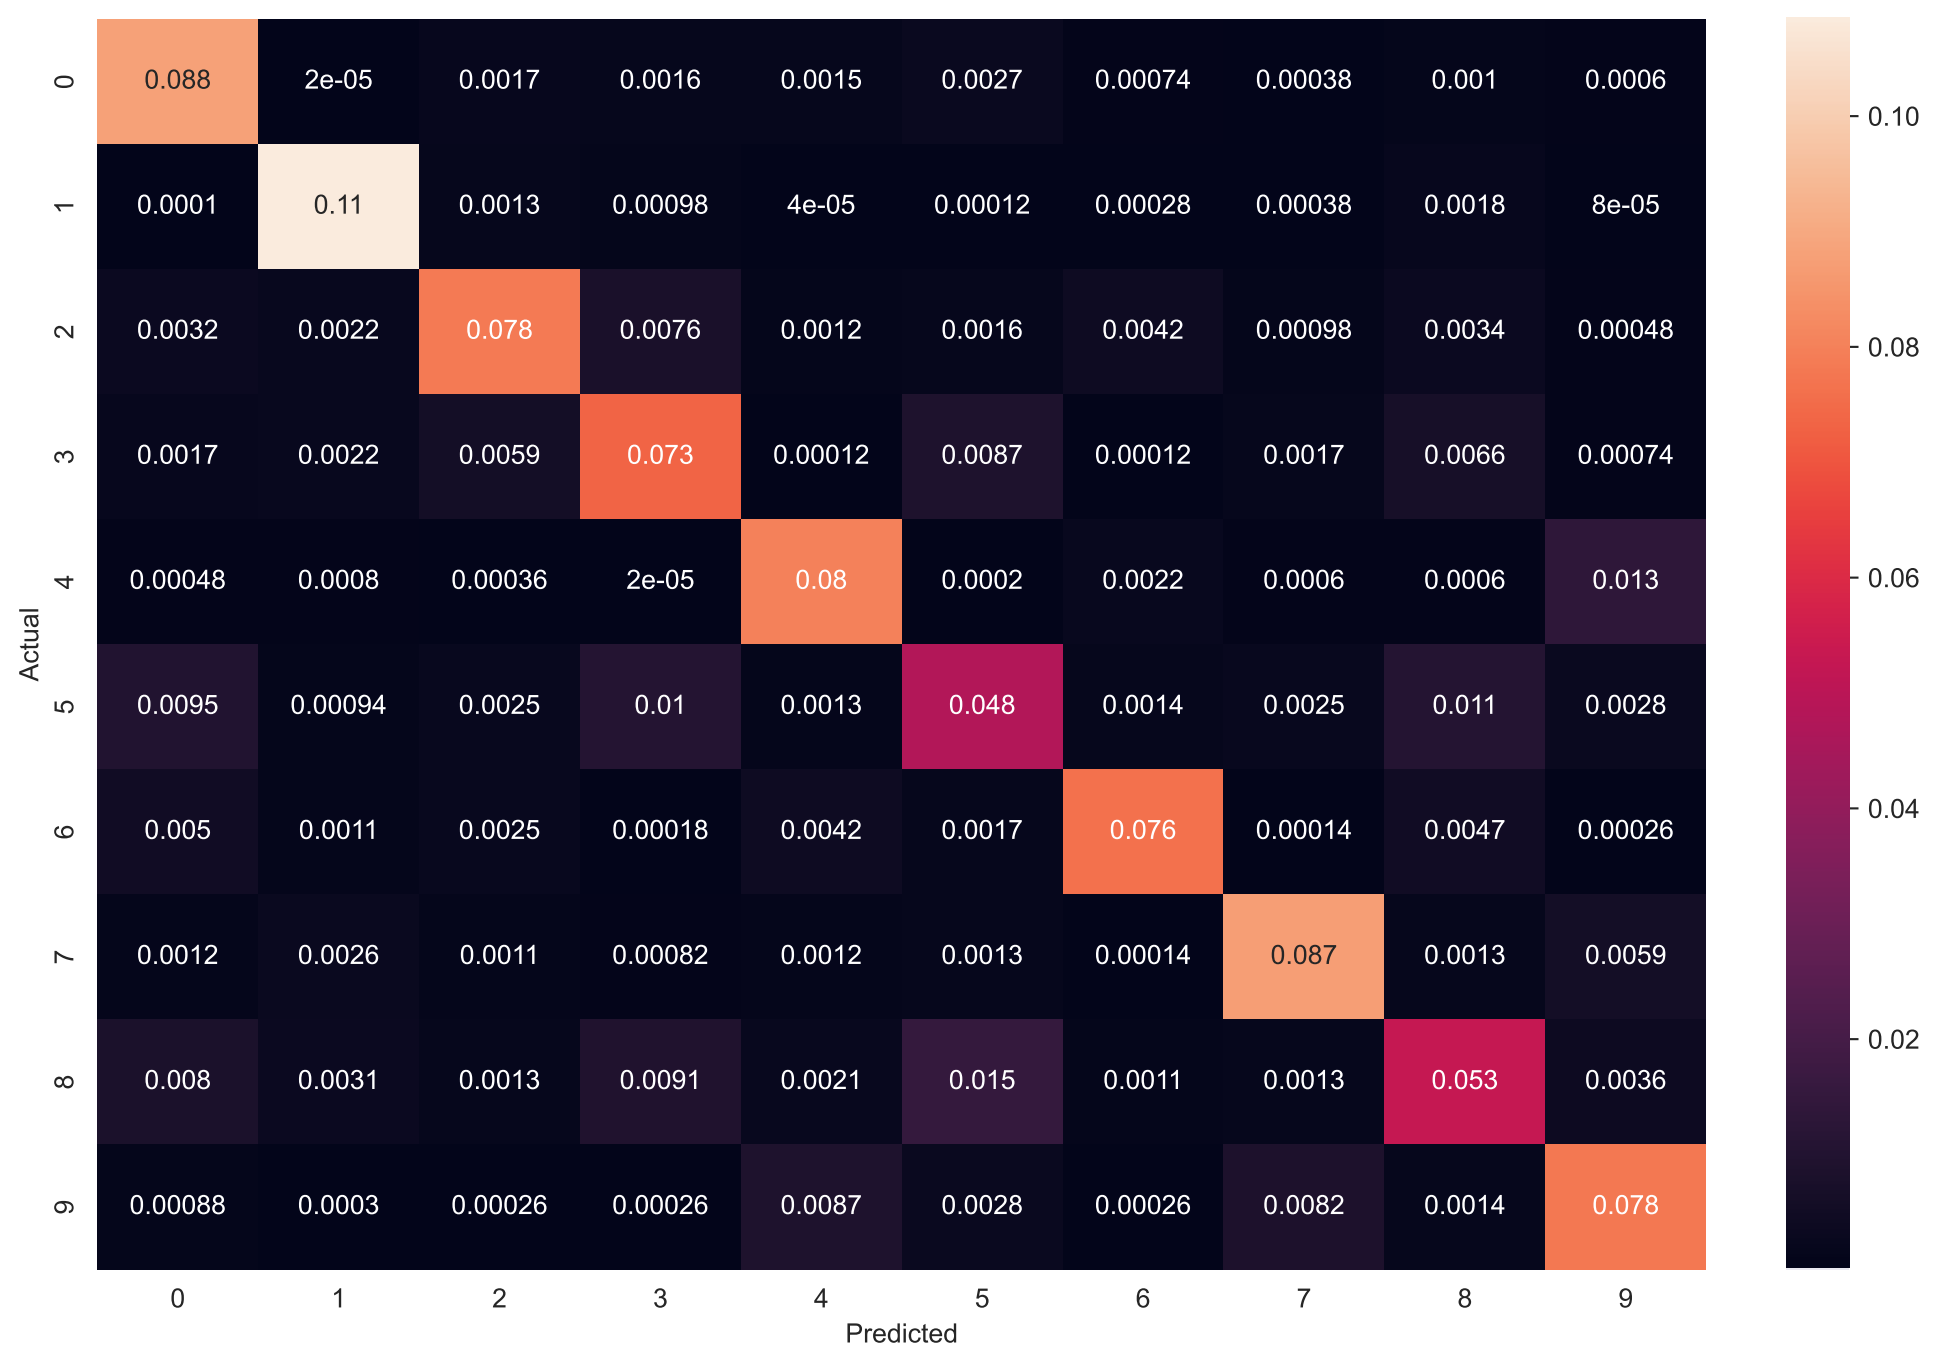 0 0.088 2e-05 0.0017 0.0016 0.0015 0.0027 0.00074 0.00038 0.001 0.0006
1 0.0001 0.11 0.0013 0.00098 4e-05 0.00012 0.00028 0.00038 0.0018 8e-05
2 0.0032 0.0022 0.078 0.0076 0.0012 0.0016 0.0042 0.00098 0.0034 0.00048
3 0.0017 0.0022 0.0059 0.073 0.00012 0.0087 0.00012 0.0017 0.0066 0.00074
4 0.00048 0.0008 0.00036 2e-05 0.08 0.0002 0.0022 0.0006 0.0006 0.013
5 0.0095 0.00094 0.0025 0.01 0.0013 0.048 0.0014 0.0025 0.011 0.0028
6 0.005 0.0011 0.0025 0.00018 0.0042 0.0017 0.076 0.00014 0.0047 0.00026
7 0.0012 0.0026 0.0011 0.00082 0.0012 0.0013 0.00014 0.087 0.0013 0.0059
8 0.008 0.0031 0.0013 0.0091 0.0021 0.015 0.0011 0.0013 0.053 0.0036
9 0.00088 0.0003 0.00026 0.00026 0.0087 0.0028 0.00026 0.0082 0.0014 0.078
0 1 2 3 4 5 6 7 8 9
Predicted
Actual
0.10
0.08
0.06
0.04
0.02